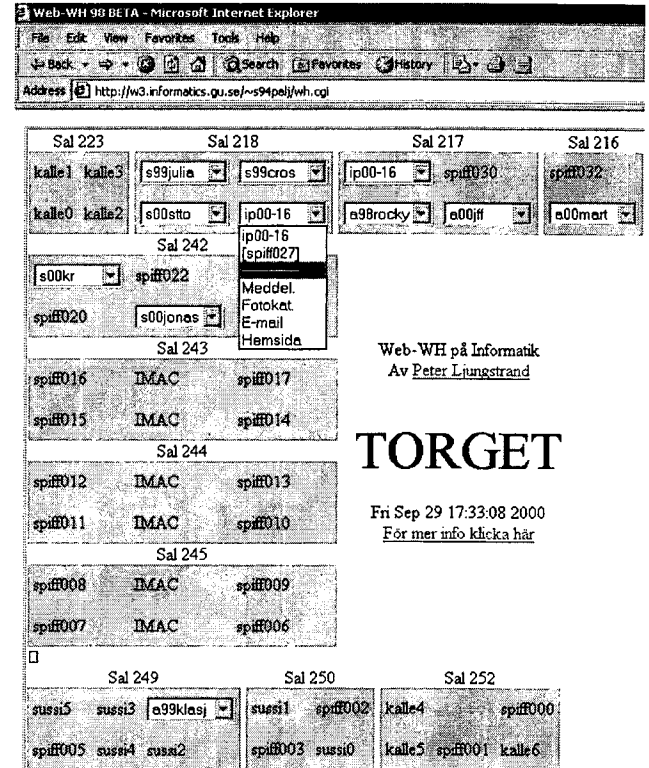 Web-WH 98 BETA - Microsoft Internet Explorer
File Edit View Favorites Tools Help
Back Search Favorites History
Address http://w3.informatics.gu.se/~s94palj/wh.cgi
Sal 223 Sal 218 Sal 217 Sal 216
kalle1 kalle3 s99julia s99cros ip00-16 spiff030 spiff032
kalle0 kalle2 s00stto ip00-16 a98rocky a00jff a00mart
ip00-16
[spiff027]
Meddel.
Fotokat.
E-mail
Hemsida
Sal 242
s00kr spiff022
spiff020 s00jonas
Sal 243
spiff016 IMAC spiff017
spiff015 IMAC spiff014
Sal 244
spiff012 IMAC spiff013
spiff011 IMAC spiff010
Sal 245
spiff008 IMAC spiff009
spiff007 IMAC spiff006
Web-WH på Informatik
Av Peter Ljungstrand
TORGET
Fri Sep 29 17:33:08 2000
För mer info klicka här
Sal 249 Sal 250 Sal 252
sussi5 sussi3 a99klasj sussi1 spiff002 kalle4 spiff000
spiff005 sussi4 sussi2 spiff003 sussi0 kalle5 spiff001 kalle6